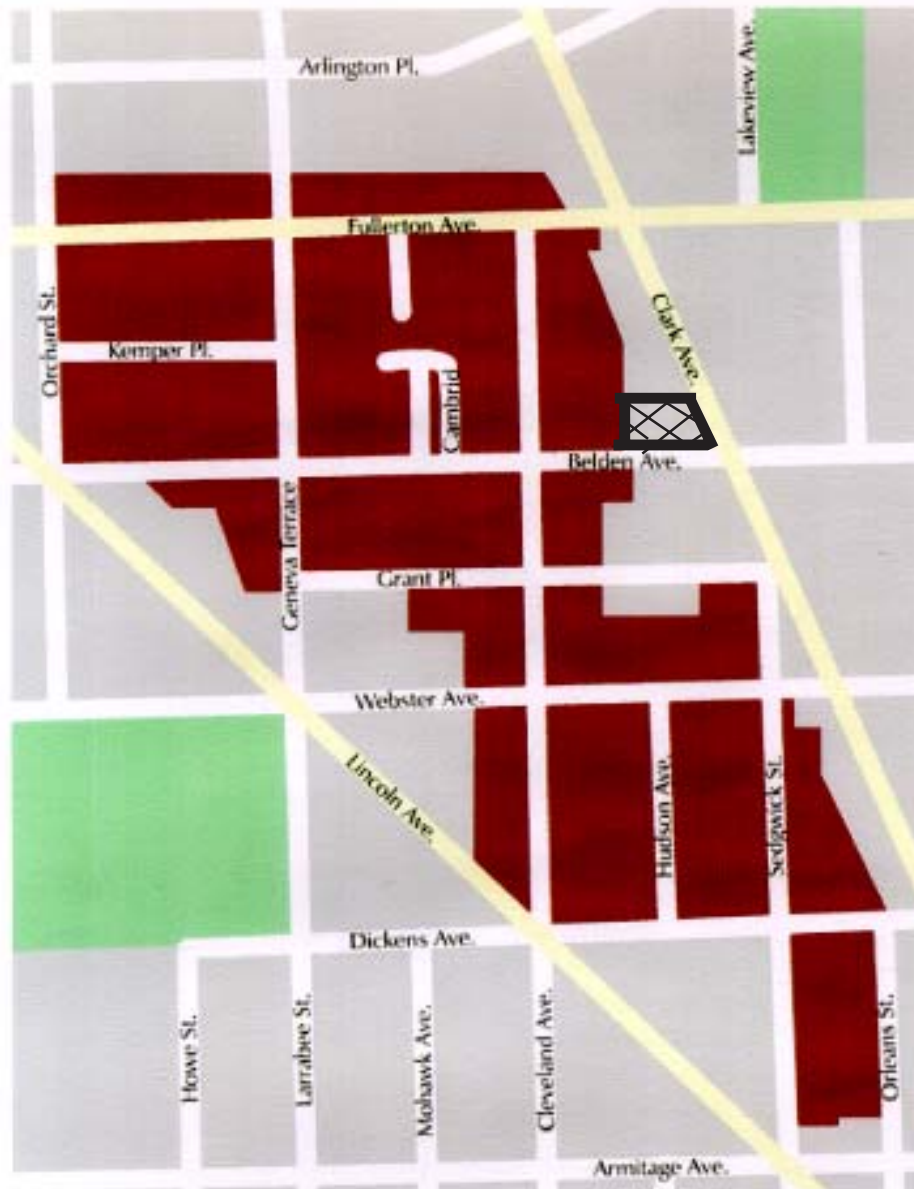 Arlington Pl.
Lakeview Ave.
Fullerton Ave.
Orchard St.
Clark Ave.
Kemper Pl.
Cambrid
Belden Ave.
Geneva Terrace
Grant Pl.
Webster Ave.
Lincoln Ave.
Hudson Ave.
Sedgwick St.
Dickens Ave.
Howe St.
Larrabee St.
Mohawk Ave.
Cleveland Ave.
Orleans St.
Armitage Ave.